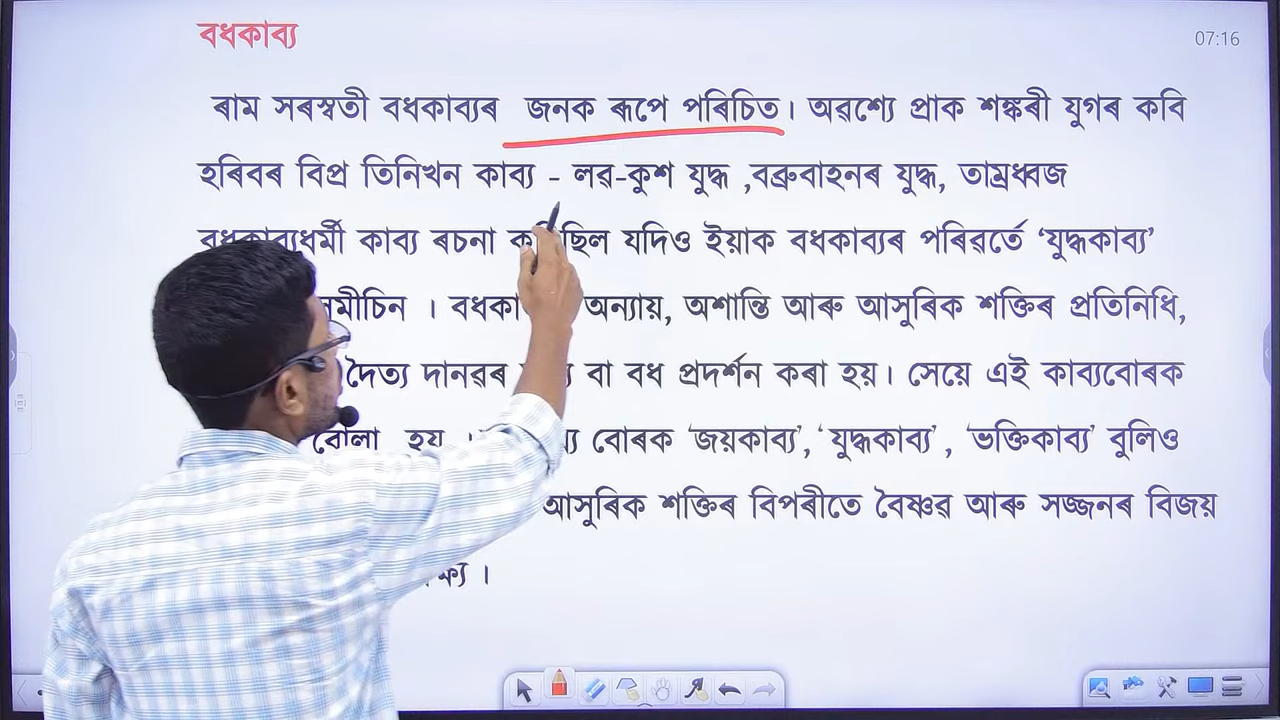 বধকাব্য
07:16
ৰাম সৰস্বতী বধকাব্যৰ জনক ৰূপে পৰিচিত। অৱশ্যে প্ৰাক শঙ্কৰী যুগৰ কবি
হৰিবৰ বিপ্ৰ তিনিখন কাব্য - লৱ-কুশ যুদ্ধ ,বব্ৰুবাহনৰ যুদ্ধ, তাম্ৰধ্বজ
বধকাব্যধৰ্মী কাব্য ৰচনা যদিও ইয়াক বধকাব্যৰ পৰিৱৰ্তে ‘যুদ্ধকাব্য’
। অন্যায়, অশান্তি আৰু আসুৰিক শক্তিৰ প্ৰতিনিধি,
দৈত্য দানৱৰ বা বধ প্ৰদৰ্শন কৰা হয়। সেয়ে এই কাব্যবোৰক
বোলা হয় । বোৰক ‘জয়কাব্য’,‘ যুদ্ধকাব্য’ , ‘ভক্তিকাব্য’ বুলিও
আসুৰিক শক্তিৰ বিপৰীতে বৈষ্ণৱ আৰু সজ্জনৰ বিজয়
।